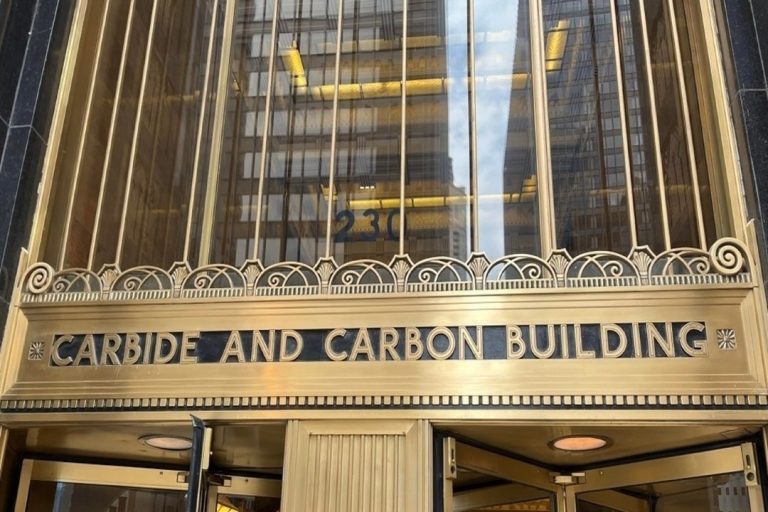 230
CARBIDE AND CARBON BUILDING